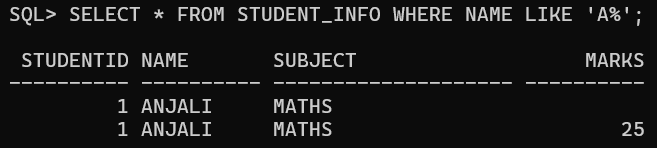 SQL> SELECT * FROM STUDENT_INFO WHERE NAME LIKE 'A%';
STUDENTID NAME       SUBJECT                   MARKS
---------- ---------- -------------------- ----------
         1 ANJALI     MATHS
         1 ANJALI     MATHS                        25